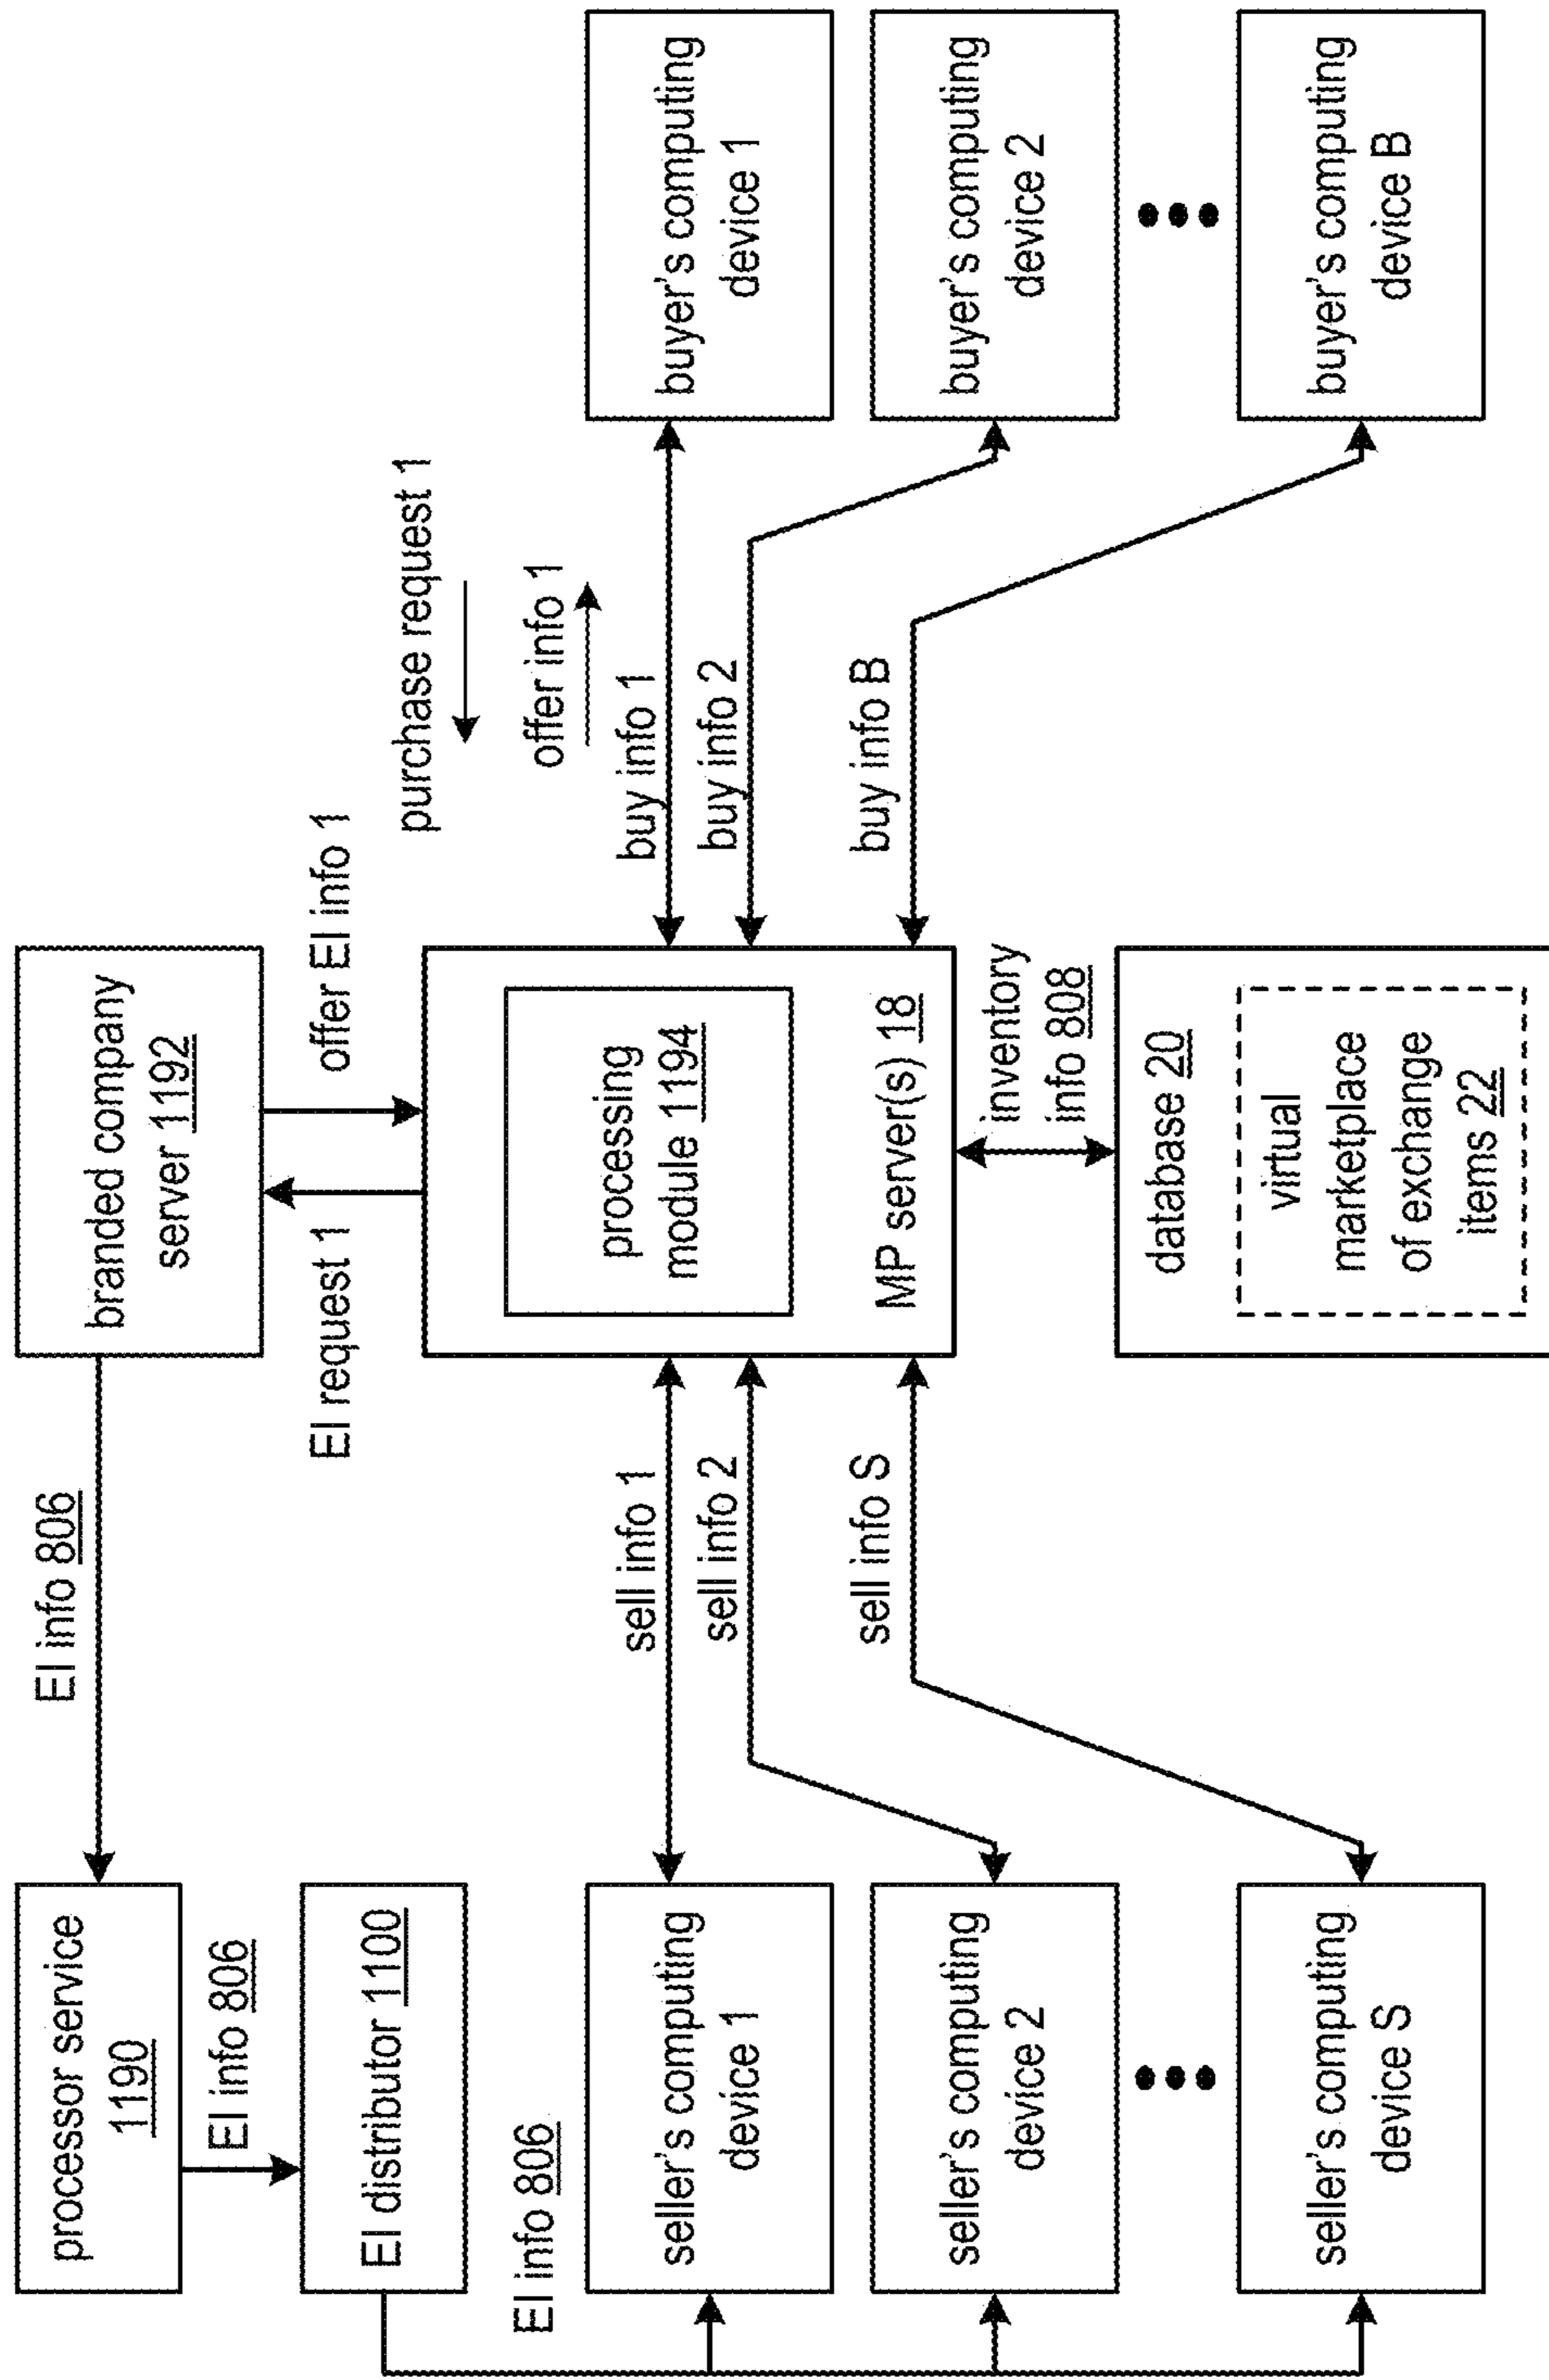 processor service
1190
EI info 806
branded company
server 1192
EI info 806
EI distributor 1100
EI request 1
offer EI info 1
purchase request 1
offer info 1
EI info 806
seller's computing
device 1
sell info 1
processing
module 1194
MP server(s) 18
buy info 1
buyer's computing
device 1
sell info 2
buy info 2
seller's computing
device 2
buyer's computing
device 2
sell info S
buy info B
inventory
info 808
seller's computing
device S
database 20
virtual
marketplace
of exchange
items 22
buyer's computing
device B